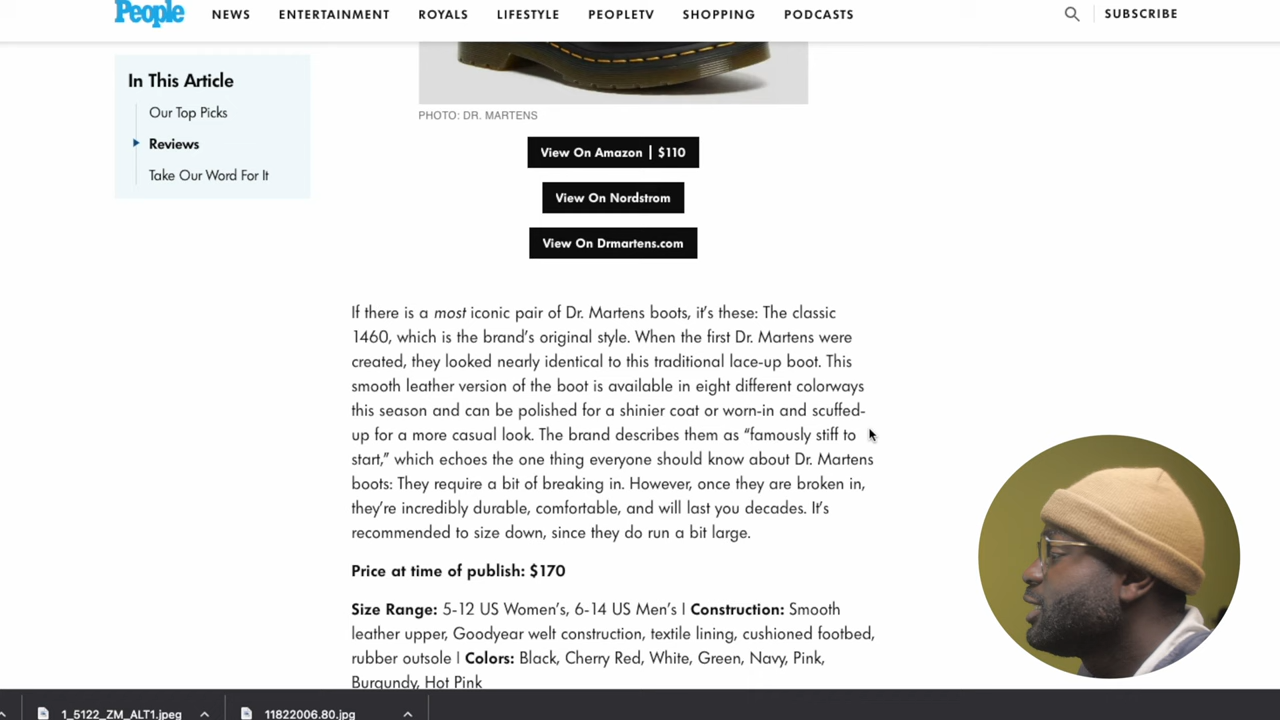 People
NEWS
ENTERTAINMENT
ROYALS
LIFESTYLE
PEOPLETV
SHOPPING
PODCASTS
SUBSCRIBE
In This Article
Our Top Picks
Reviews
Take Our Word For It
PHOTO: DR. MARTENS
View On Amazon | $110
View On Nordstrom
View On Drmartens.com
If there is a most iconic pair of Dr. Martens boots, it’s these: The classic
1460, which is the brand’s original style. When the first Dr. Martens were
created, they looked nearly identical to this traditional lace-up boot. This
smooth leather version of the boot is available in eight different colorways
this season and can be polished for a shinier coat or worn-in and scuffed-
up for a more casual look. The brand describes them as “famously stiff to
start,” which echoes the one thing everyone should know about Dr. Martens
boots: They require a bit of breaking in. However, once they are broken in,
they’re incredibly durable, comfortable, and will last you decades. It’s
recommended to size down, since they do run a bit large.
Price at time of publish: $170
Size Range: 5-12 US Women’s, 6-14 US Men’s | Construction: Smooth
leather upper, Goodyear welt construction, textile lining, cushioned footbed,
rubber outsole | Colors: Black, Cherry Red, White, Green, Navy, Pink,
Burgundy, Hot Pink
1_5122_ZM_ALT1.jpeg
11822006.80.jpg